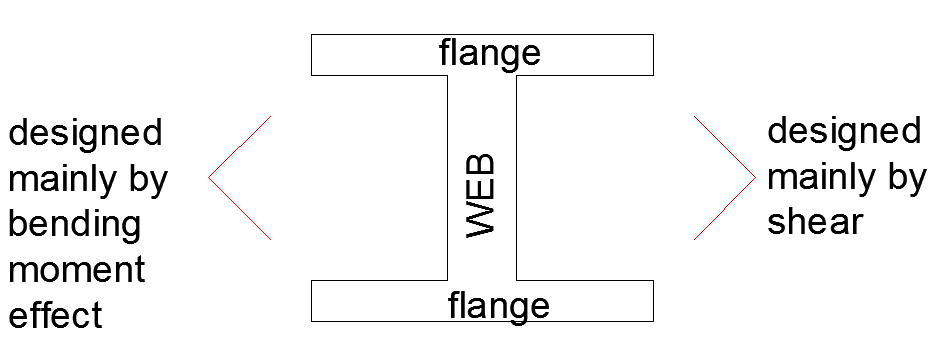 flange
designed
mainly by
bending
moment
effect
WEB
designed
mainly by
shear
flange